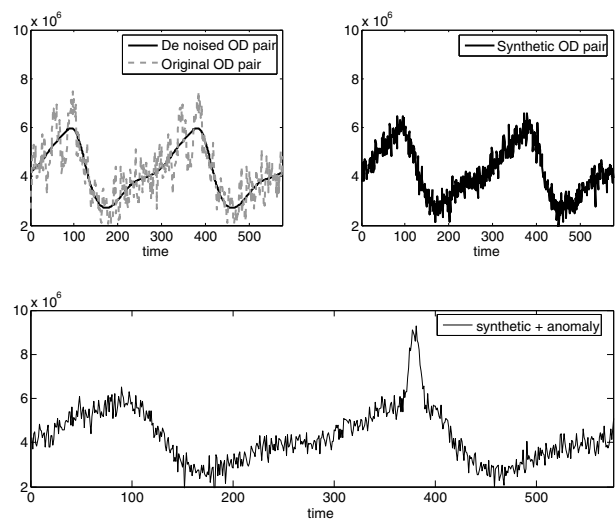 10 x 10^6
De noised OD pair
Original OD pair
8
6
4
2
0 100 200 300 400 500
time
10 x 10^6
Synthetic OD pair
8
6
4
2
0 100 200 300 400 500
time
10 x 10^6
synthetic + anomaly
8
6
4
2
0 100 200 300 400 500
time